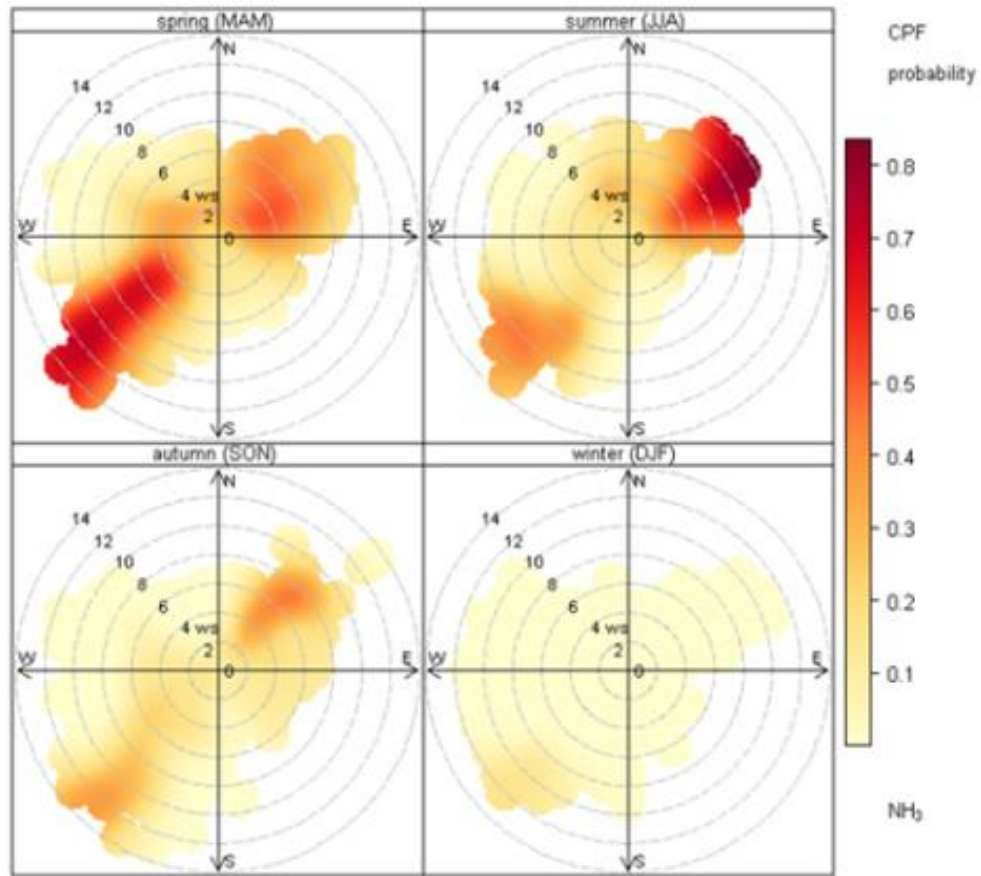 spring (MAM)
N
14
12
10
8
6
4 ws
2
0
W
E
S
summer (JJA)
N
14
12
10
8
6
4 ws
2
0
W
E
S
autumn (SON)
N
14
12
10
8
6
4 ws
2
0
W
E
S
winter (DJF)
N
14
12
10
8
6
4 ws
2
0
W
E
S
CPF
probability
0.8
0.7
0.6
0.5
0.4
0.3
0.2
0.1
NH₃